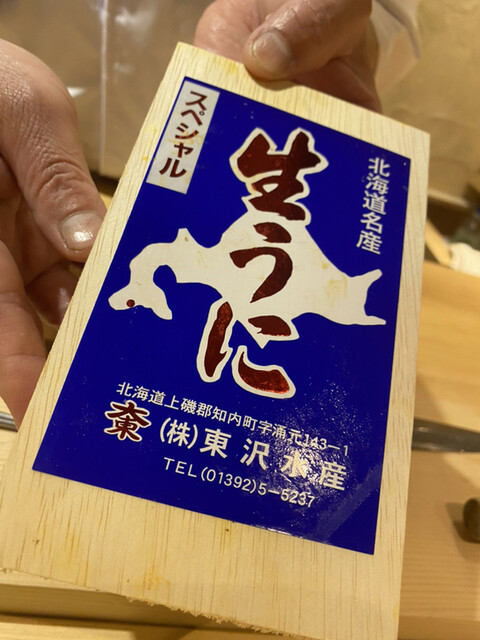 北海道名産
生うに
スペシャル
北海道上磯郡知内町字涌元143-1
(株)東沢水産
TEL(01392)5-5237